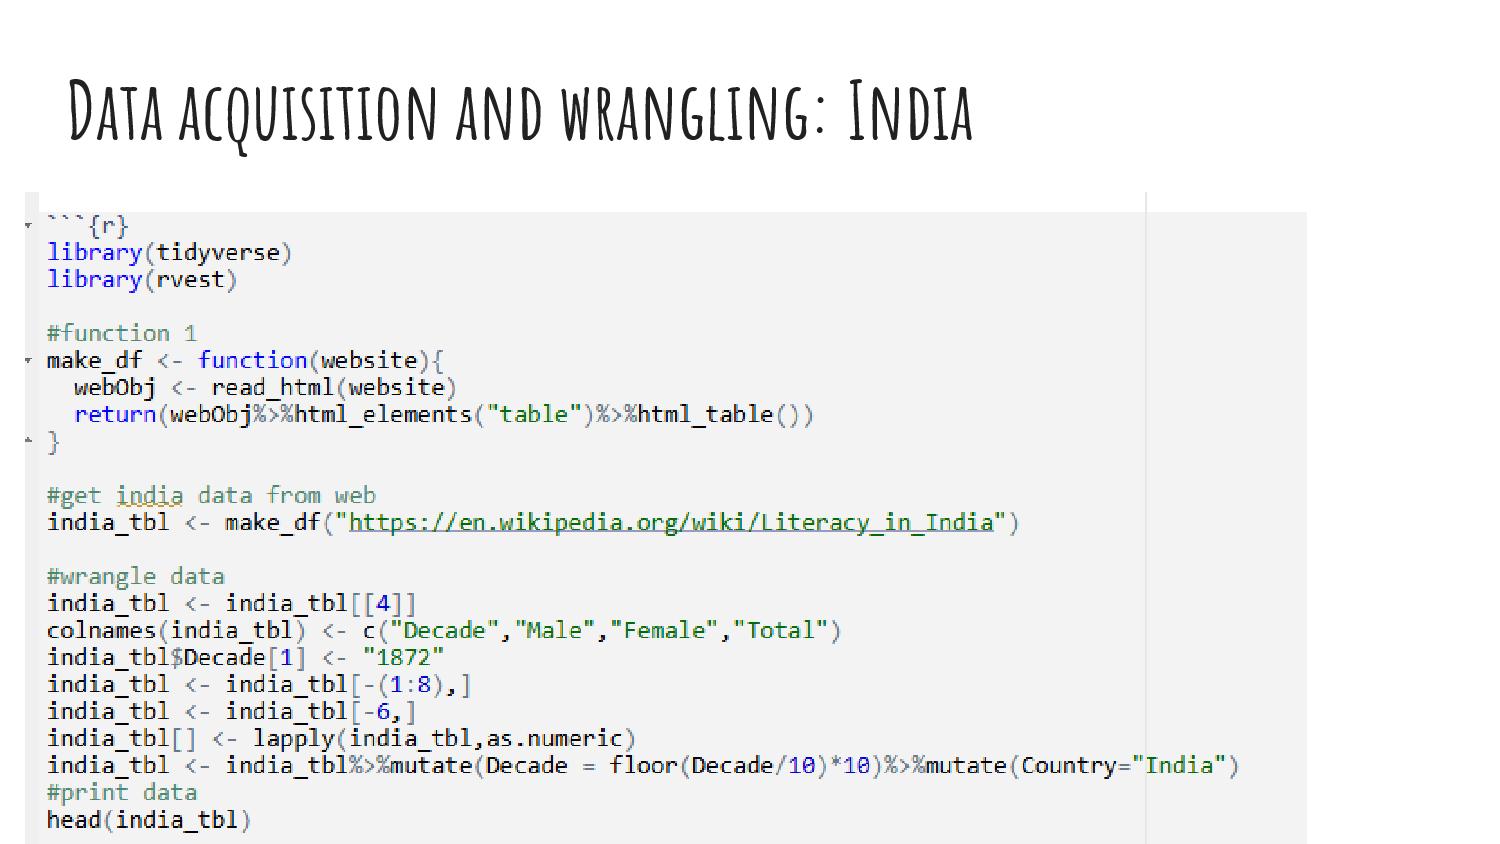 Data acquisition and wrangling: India
```{r}
library(tidyverse)
library(rvest)
#function 1
make_df <- function(website){
  webObj <- read_html(website)
  return(webObj%>%html_elements("table")%>%html_table())
}
#get india data from web
india_tbl <- make_df("https://en.wikipedia.org/wiki/Literacy_in_India")
#wrangle data
india_tbl <- india_tbl[[4]]
colnames(india_tbl) <- c("Decade","Male","Female","Total")
india_tbl$Decade[1] <- "1872"
india_tbl <- india_tbl[-(1:8),]
india_tbl <- india_tbl[-6,]
india_tbl[] <- lapply(india_tbl,as.numeric)
india_tbl <- india_tbl%>%mutate(Decade = floor(Decade/10)*10)%>%mutate(Country="India")
#print data
head(india_tbl)